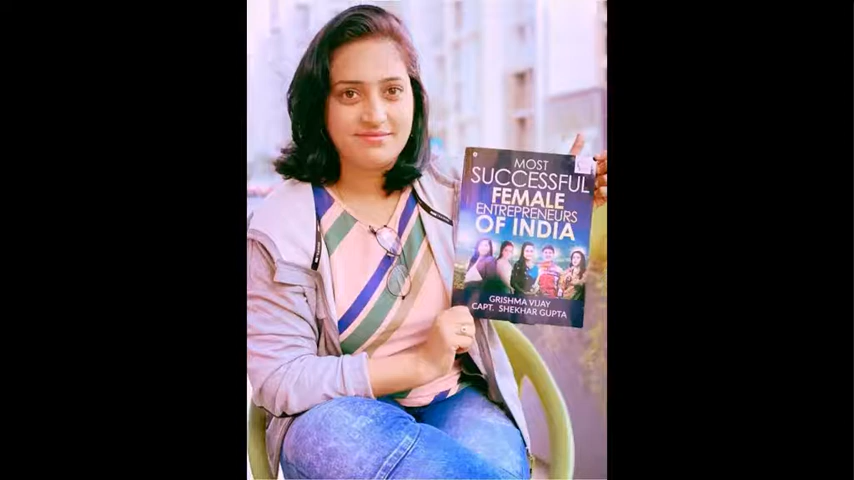 MOST
SUCCESSFUL
FEMALE
ENTREPRENEURS
OF INDIA
GRISHMA VIJAY
CAPT. SHEKHAR GUPTA